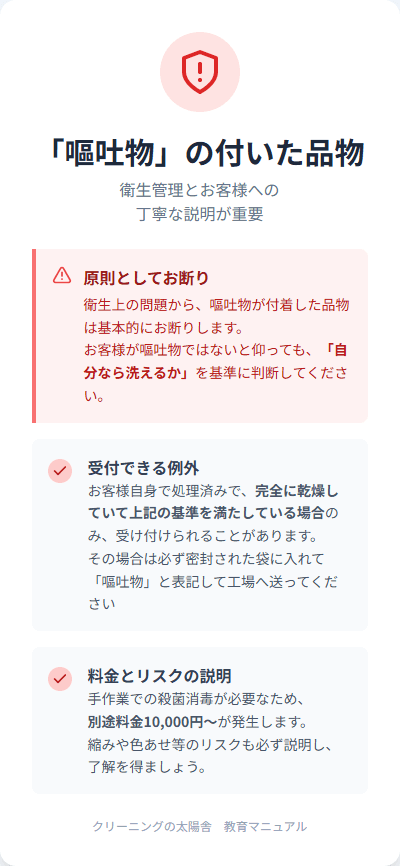 「嘔吐物」の付いた品物
衛生管理とお客様への
丁寧な説明が重要
原則としてお断り
衛生上の問題から、嘔吐物が付着した品物
は基本的にお断りします。
お客様が嘔吐物ではないと仰っても、「自
分なら洗えるか」を基準に判断してくださ
い。
受付できる例外
お客様自身で処理済みで、完全に乾燥し
ていて上記の基準を満たしている場合の
み、受け付けられることがあります。
その場合は必ず密封された袋に入れて
「嘔吐物」と表記して工場へ送ってくだ
さい
料金とリスクの説明
手作業での殺菌消毒が必要なため、
別途料金10,000円〜が発生します。
縮みや色あせ等のリスクも必ず説明し、
了解を得ましょう。
クリーニングの太陽舎　教育マニュアル